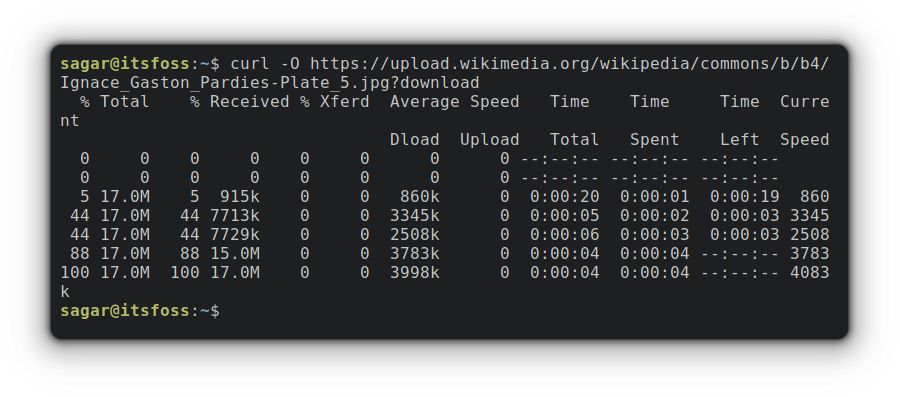 sagar@itsfoss:~$ curl -O https://upload.wikimedia.org/wikipedia/commons/b/b4/
Ignace_Gaston_Pardies-Plate_5.jpg?download
  % Total    % Received % Xferd  Average Speed   Time    Time     Time  Curre
nt
                                 Dload  Upload   Total   Spent    Left  Speed
  0     0    0     0    0     0      0      0 --:--:-- --:--:-- --:--:--
  0     0    0     0    0     0      0      0 --:--:-- --:--:-- --:--:--
  5 17.0M    5  915k    0     0   860k      0  0:00:20  0:00:01  0:00:19  860
 44 17.0M   44 7713k    0     0  3345k      0  0:00:05  0:00:02  0:00:03 3345
 44 17.0M   44 7729k    0     0  2508k      0  0:00:06  0:00:03  0:00:03 2508
 88 17.0M   88 15.0M    0     0  3783k      0  0:00:04  0:00:04 --:--:-- 3783
100 17.0M  100 17.0M    0     0  3998k      0  0:00:04  0:00:04 --:--:-- 4083
k
sagar@itsfoss:~$